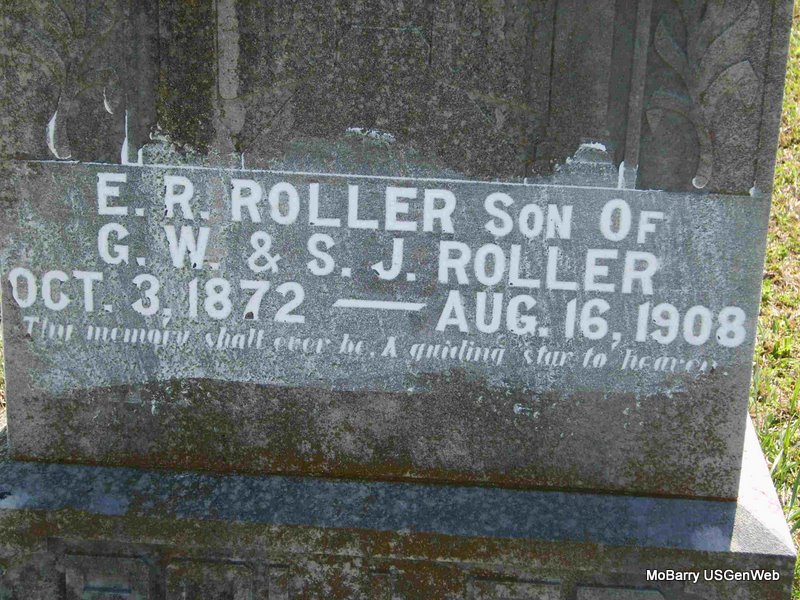 E. R. ROLLER SON OF
G. W. & S. J. ROLLER
OCT. 3, 1872 — AUG. 16, 1908
Thy memory shall ever be, A guiding star to heaven.
MoBarry USGenWeb